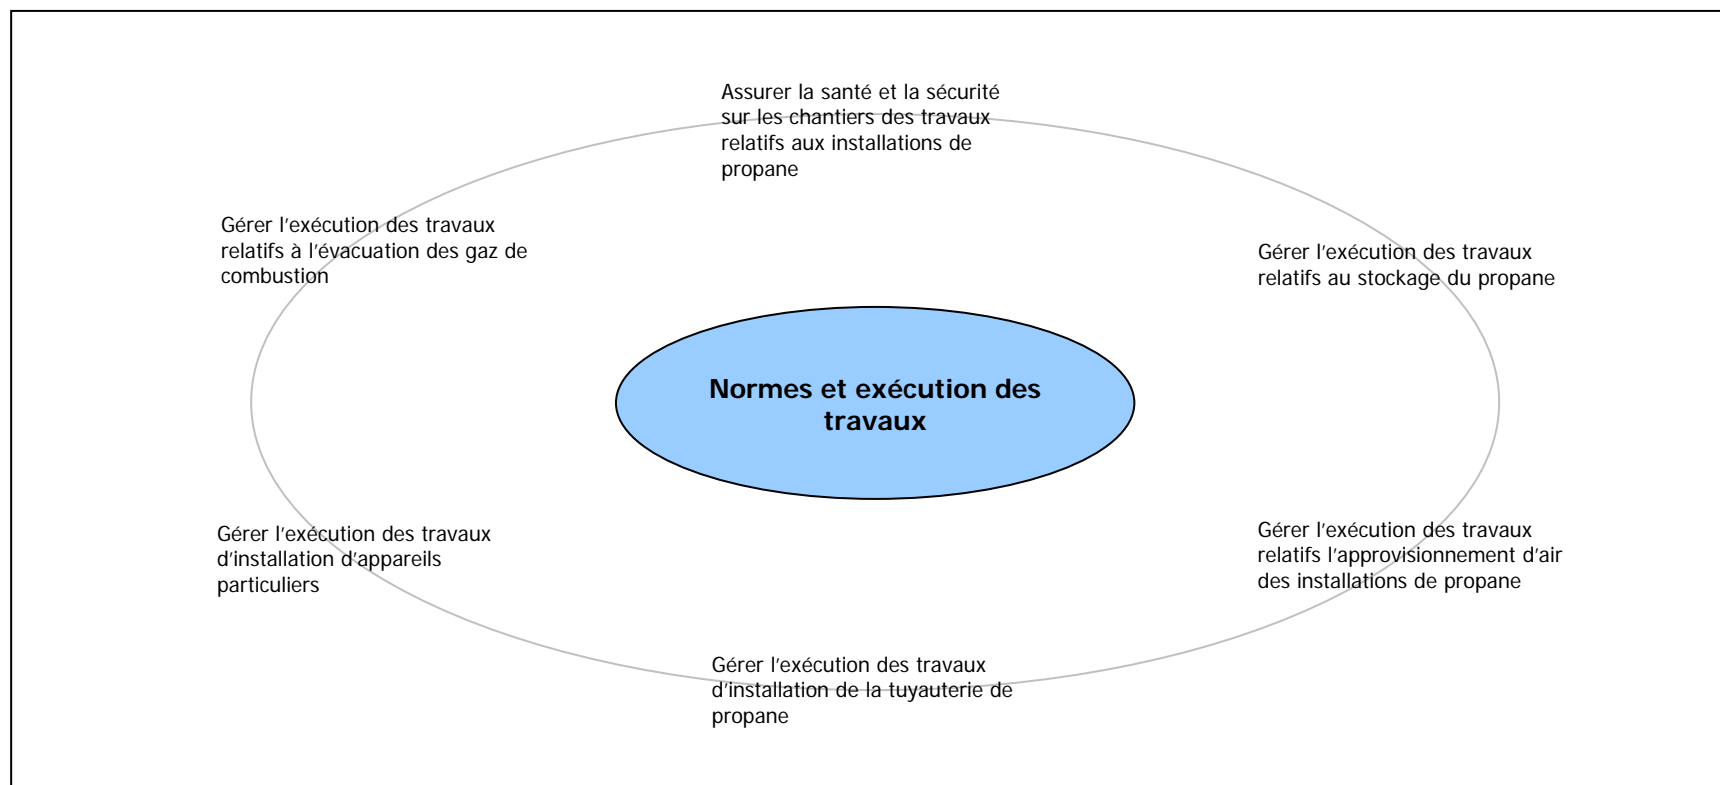 Assurer la santé et la sécurité
sur les chantiers des travaux
relatifs aux installations de
propane
Gérer l'exécution des travaux
relatifs à l'évacuation des gaz de
combustion
Gérer l'exécution des travaux
relatifs au stockage du propane
Normes et exécution des
travaux
Gérer l'exécution des travaux
d'installation d'appareils
particuliers
Gérer l'exécution des travaux
relatifs l'approvisionnement d'air
des installations de propane
Gérer l'exécution des travaux
d'installation de la tuyauterie de
propane